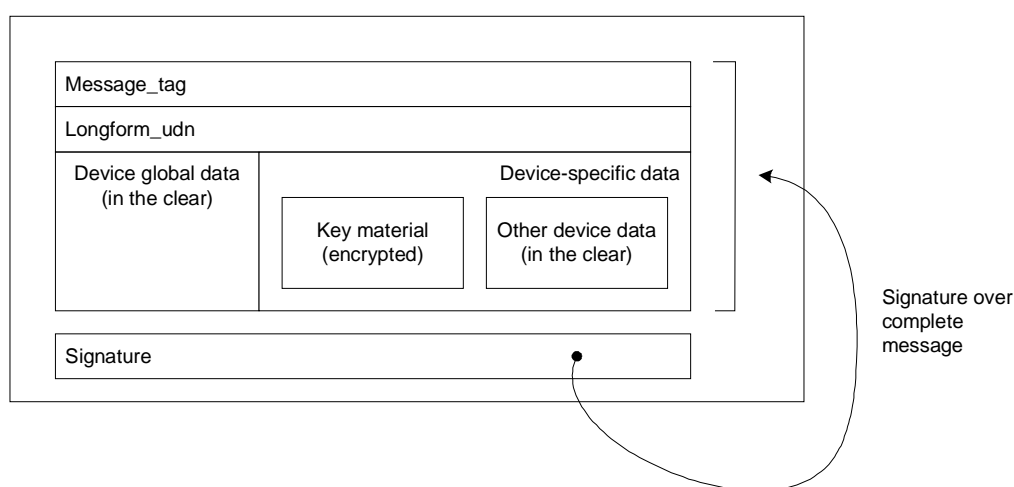 Message_tag
Longform_udn
Device global data
(in the clear)
Device-specific data
Key material
(encrypted)
Other device data
(in the clear)
Signature
Signature over
complete
message